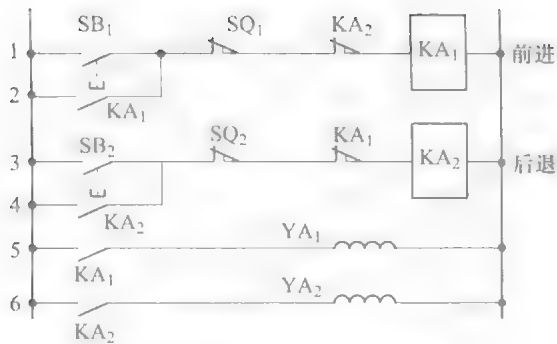 SB₁ SQ₁ KA₂
1 KA₁ 前进
2 KA₁
SB₂ SQ₂ KA₁
3 KA₂ 后退
4 KA₂
5 KA₁ YA₁
6 KA₂ YA₂